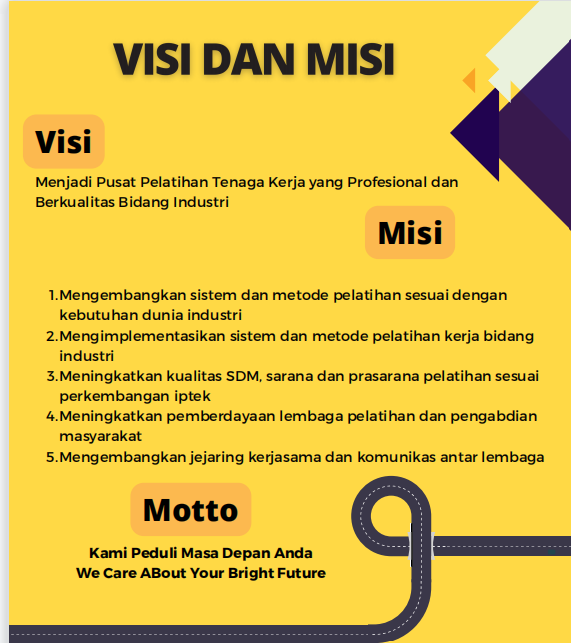 VISI DAN MISI
Visi
Menjadi Pusat Pelatihan Tenaga Kerja yang Profesional dan
Berkualitas Bidang Industri
Misi
1.Mengembangkan sistem dan metode pelatihan sesuai dengan
kebutuhan dunia industri
2.Mengimplementasikan sistem dan metode pelatihan kerja bidang
industri
3.Meningkatkan kualitas SDM, sarana dan prasarana pelatihan sesuai
perkembangan iptek
4.Meningkatkan pemberdayaan lembaga pelatihan dan pengabdian
masyarakat
5.Mengembangkan jejaring kerjasama dan komunikas antar lembaga
Motto
Kami Peduli Masa Depan Anda
We Care ABout Your Bright Future